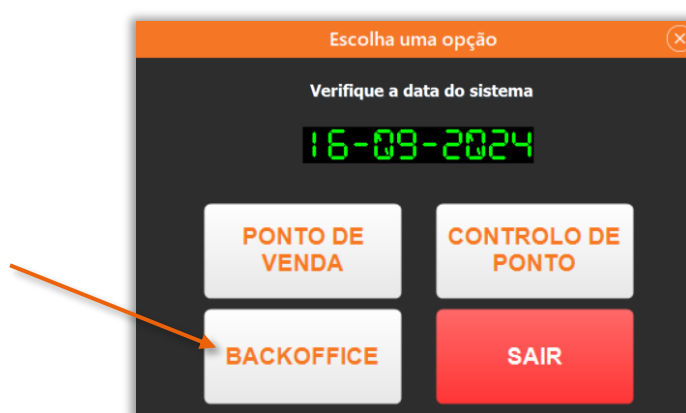 Escolha uma opção
Verifique a data do sistema
16-09-2024
PONTO DE
VENDA
CONTROLO DE
PONTO
BACKOFFICE
SAIR